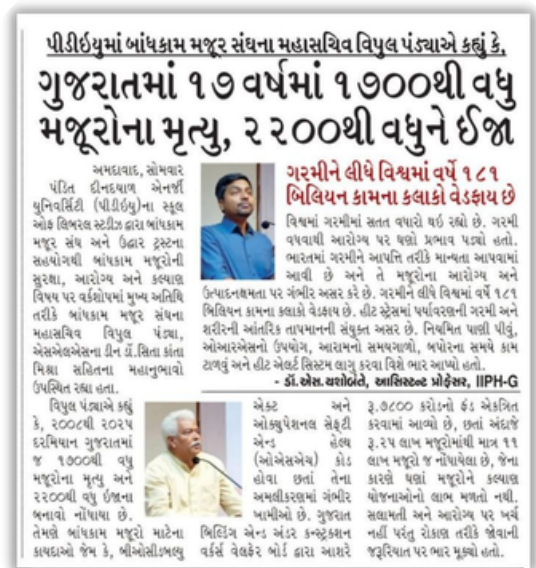 પીડીઇયુમાં બાંધકામ મજૂર સંઘના મહાસચિવ વિપુલ પંડ્યાએ કહ્યું કે,
ગુજરાતમાં ૧૭ વર્ષમાં ૧૭૦૦થી વધુ
મજૂરોના મૃત્યુ, ૨૨૦૦થી વધુને ઈજા
અમદાવાદ, સોમવાર
પંડિત દીનદયાળ એનર્જી
યુનિવર્સિટી (પીડીઇયુ)ના સ્કૂલ
ઓફ લિબરલ સ્ટડીઝ દ્વારા બાંધકામ
મજૂર સંઘ અને ઉદ્ધાર ટ્રસ્ટના
સહયોગથી બાંધકામ મજૂરોની
સુરક્ષા, આરોગ્ય અને કલ્યાણ
વિષય પર વર્કશોપમાં મુખ્ય અતિથિ
તરીકે બાંધકામ મજૂર સંઘના
મહાસચિવ વિપુલ પંડ્યા,
એસએલએસના ડીન ડૉ.સિતા કાંતા
મિશ્રા સહિતના મહાનુભાવો
ઉપસ્થિત રહ્યા હતા.
વિપુલ પંડ્યાએ કહ્યું
કે, ૨૦૦૮થી ૨૦૨૫
દરમિયાન ગુજરાતમાં
જ ૧૭૦૦થી વધુ
મજૂરોના મૃત્યુ અને
૨૨૦૦થી વધુ ઈજાના
બનાવો નોંધાયા છે.
તેમણે બાંધકામ મજૂરો માટેના
કાયદાઓ જેમ કે, બીઓસીડબલ્યુ
એક્ટ અને
ઓક્યુપેશનલ સેફ્ટી
એન્ડ હેલ્થ
(ઓએસએચ) કોડ
હોવા છતાં તેના
અમલીકરણમાં ગંભીર
ખામીઓ છે. ગુજરાત
બિલ્ડિંગ એન્ડ અંડર કન્સ્ટ્રક્શન
વર્કર્સ વેલફેર બોર્ડ દ્વારા આશરે
રૂ.૭૮૦૦ કરોડનો ફંડ એકત્રિત
કરવામાં આવ્યો છે, છતાં અંદાજે
રૂ.૨૫ લાખ મજૂરોમાંથી માત્ર ૧૧
લાખ મજૂરો જ નોંધાયેલા છે, જેના
કારણે ઘણાં મજૂરોને કલ્યાણ
યોજનાઓનો લાભ મળતો નથી.
સલામતી અને આરોગ્ય પર ખર્ચ
નહીં પરંતુ રોકાણ તરીકે જોવાની
જરૂરિયાત પર ભાર મૂક્યો હતો.
ગરમીને લીધે વિશ્વમાં વર્ષે ૧૮૧
બિલિયન કામના કલાકો વેડફાય છે
વિશ્વમાં ગરમીમાં સતત વધારો થઇ રહ્યો છે. ગરમી
વધવાથી આરોગ્ય પર ઘણો પ્રભાવ પડ્યો હતો.
ભારતમાં ગરમીને આપત્તિ તરીકે માન્યતા આપવામાં
આવી છે અને તે મજૂરોના આરોગ્ય અને
ઉત્પાદનક્ષમતા પર ગંભીર અસર કરે છે. ગરમીને લીધે વિશ્વમાં વર્ષે ૧૮૧
બિલિયન કામના કલાકો વેડફાય છે. હીટ સ્ટ્રેસમાં પર્યાવરણની ગરમી અને
શરીરની આંતરિક તાપમાનની સંયુક્ત અસર છે. નિયમિત પાણી પીવું,
ઓઆરએસનો ઉપયોગ, આરામનો સમયગાળો, બપોરના સમયે કામ
ટાળવું અને હીટ એલર્ટ સિસ્ટમ લાગુ કરવા વિશે ભાર આપ્યો હતો.
- ડૉ.એસ.યશોબંતે, આસિસ્ટન્ટ પ્રોફેસર, IIPH-G